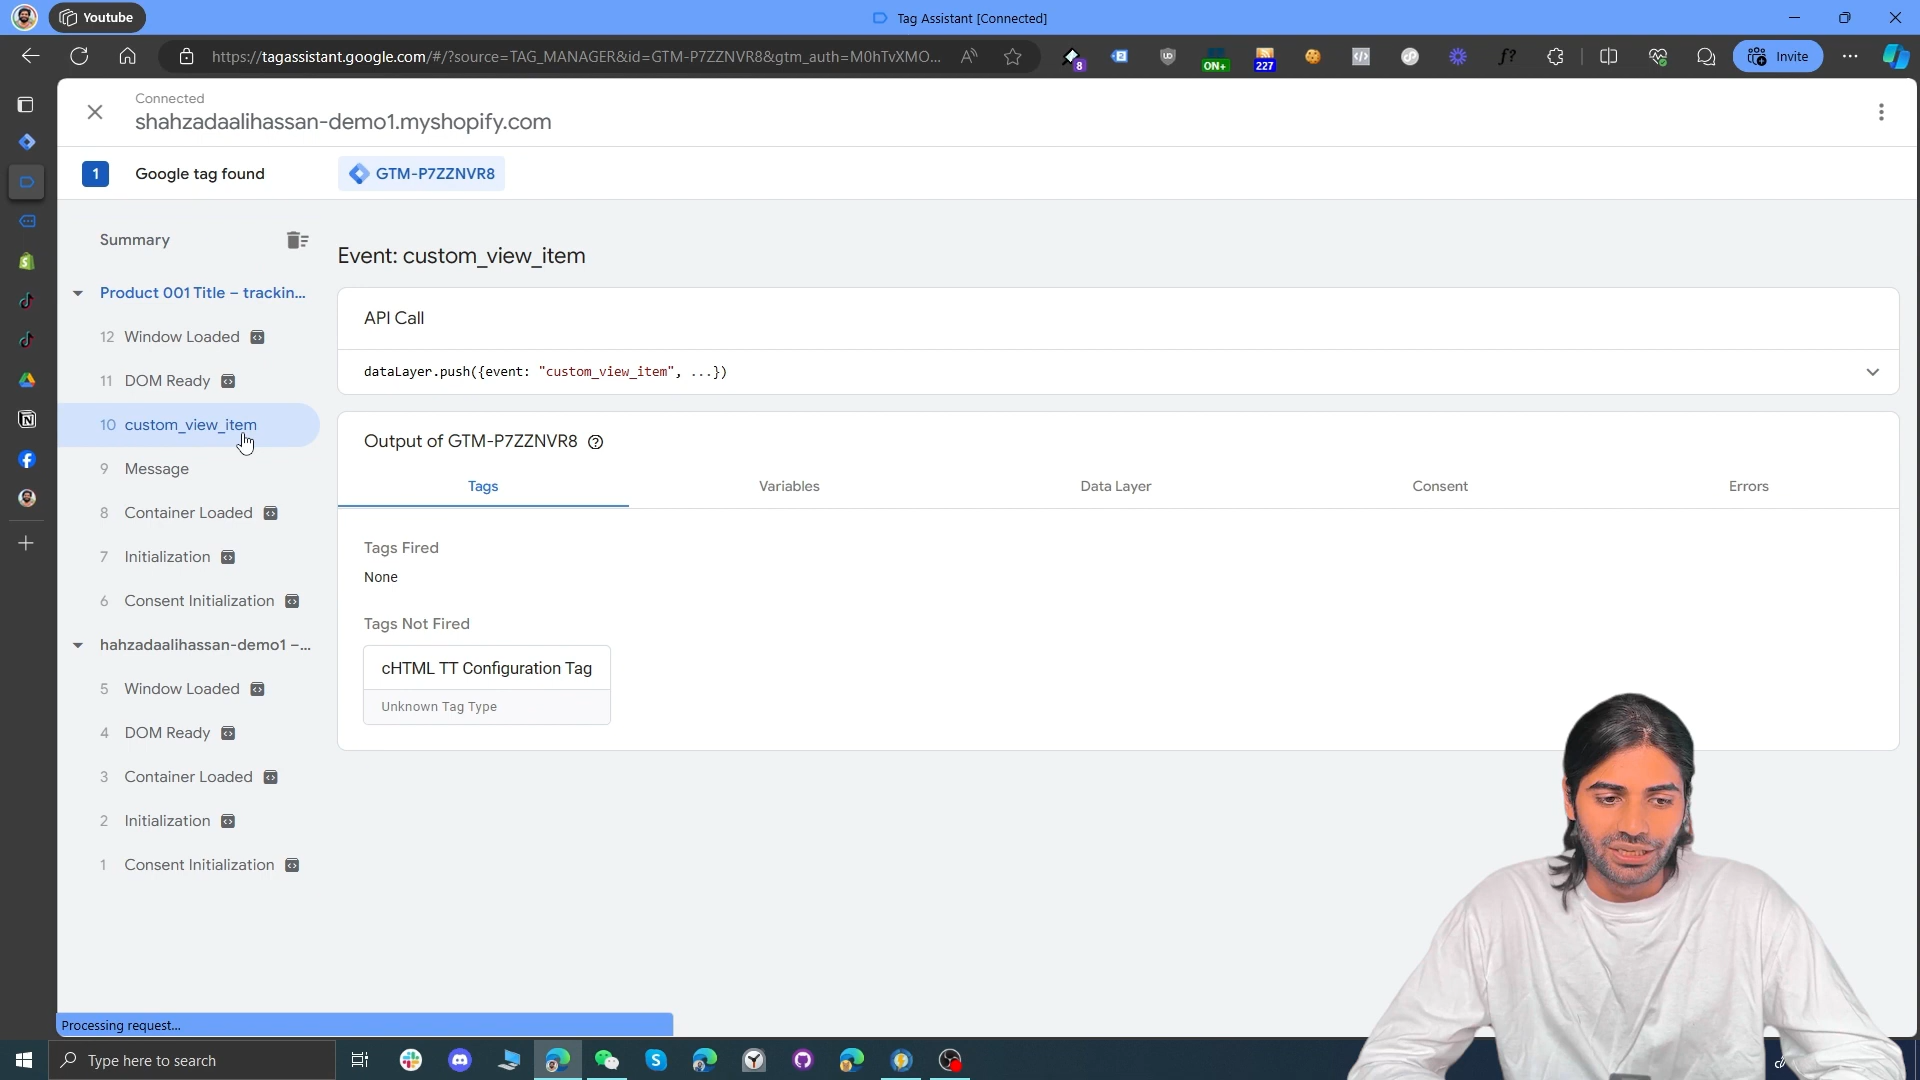 Youtube
Tag Assistant [Connected]
https://tagassistant.google.com/#/?source=TAG_MANAGER&id=GTM-P7ZZNVR8&gtm_auth=M0hTvXMO...
8
ON+
227
Invite
Connected
shahzadaalihassan-demo1.myshopify.com
1
Google tag found
GTM-P7ZZNVR8
Summary
Event: custom_view_item
Product 001 Title – trackin...
API Call
12 Window Loaded
dataLayer.push({event: "custom_view_item", ...})
11 DOM Ready
10 custom_view_item
Output of GTM-P7ZZNVR8
9 Message
Tags
Variables
Data Layer
Consent
Errors
8 Container Loaded
Tags Fired
7 Initialization
None
6 Consent Initialization
Tags Not Fired
hahzadaalihassan-demo1 –...
cHTML TT Configuration Tag
5 Window Loaded
Unknown Tag Type
4 DOM Ready
3 Container Loaded
2 Initialization
1 Consent Initialization
Processing request...
Type here to search